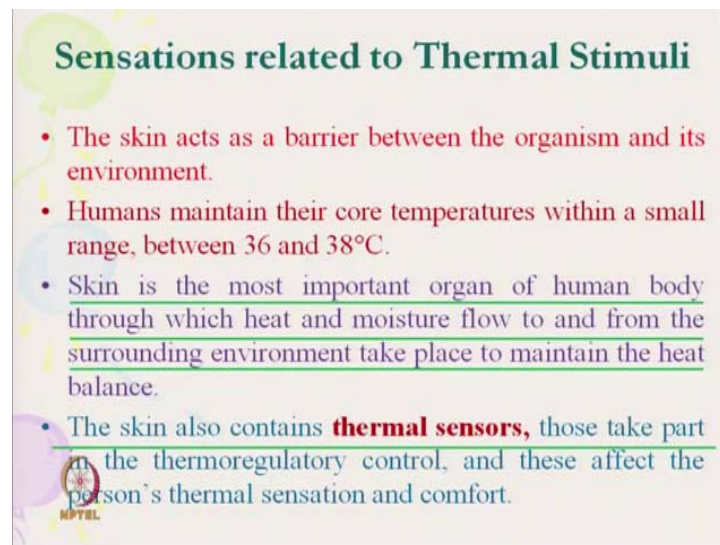 Sensations related to Thermal Stimuli
• The skin acts as a barrier between the organism and its
environment.
• Humans maintain their core temperatures within a small
range, between 36 and 38°C.
• Skin is the most important organ of human body
through which heat and moisture flow to and from the
surrounding environment take place to maintain the heat
balance.
• The skin also contains thermal sensors, those take part
in the thermoregulatory control, and these affect the
person's thermal sensation and comfort.
NPTEL